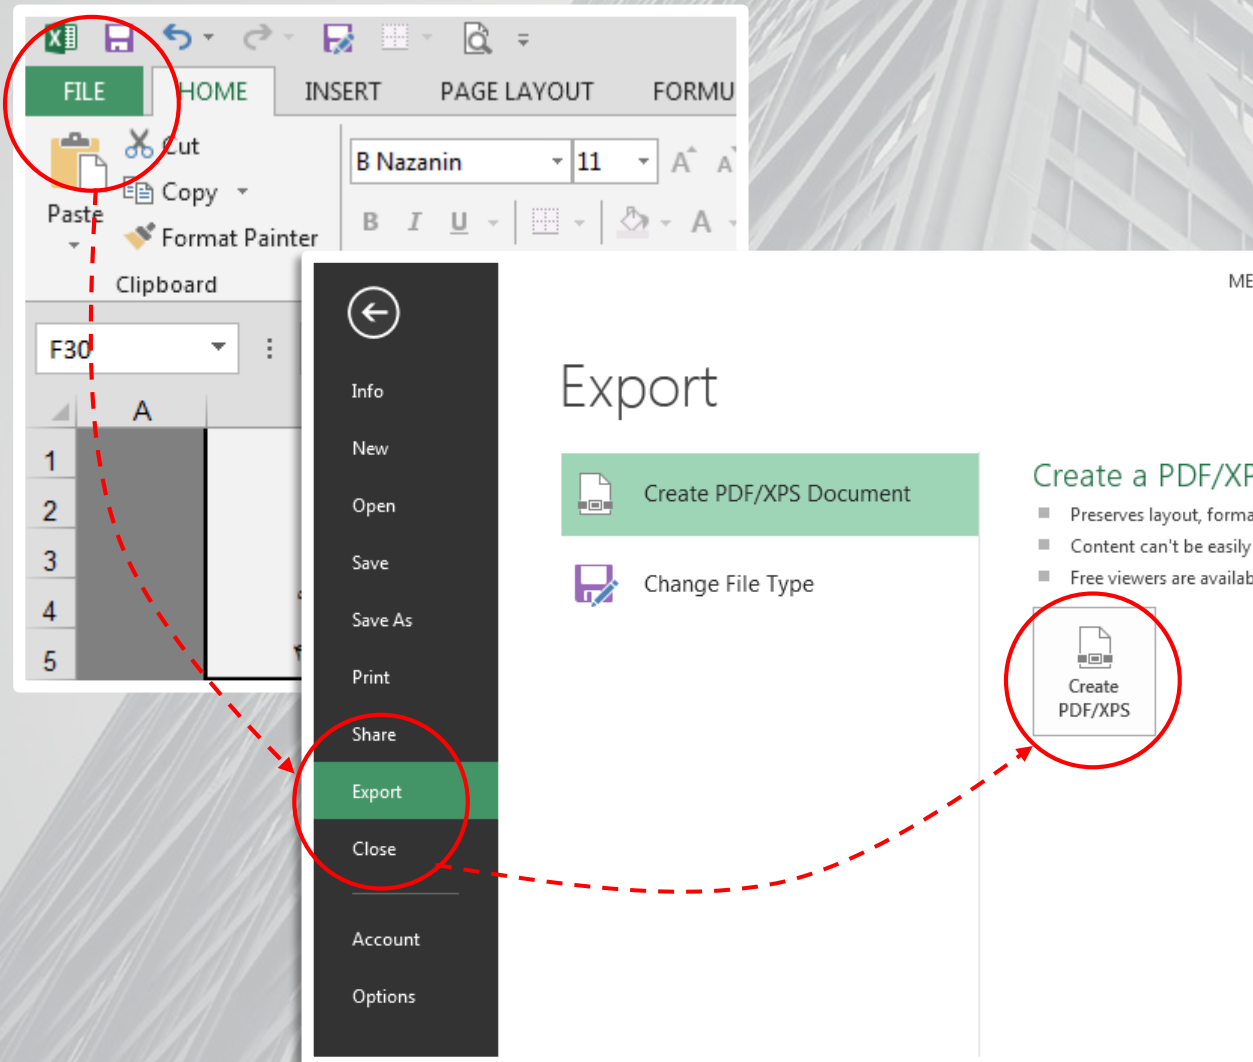 FILE HOME INSERT PAGE LAYOUT FORMU
Cut
B Nazanin 11 A A
Copy
Paste
B I U A
Format Painter
Clipboard
F30
A
1
2
3
4
5
ME
Info
Export
New
Create a PDF/XP
Create PDF/XPS Document
Open
Preserves layout, forma
Content can't be easily
Save
Free viewers are availab
Change File Type
Save As
Print
Create
PDF/XPS
Share
Export
Close
Account
Options